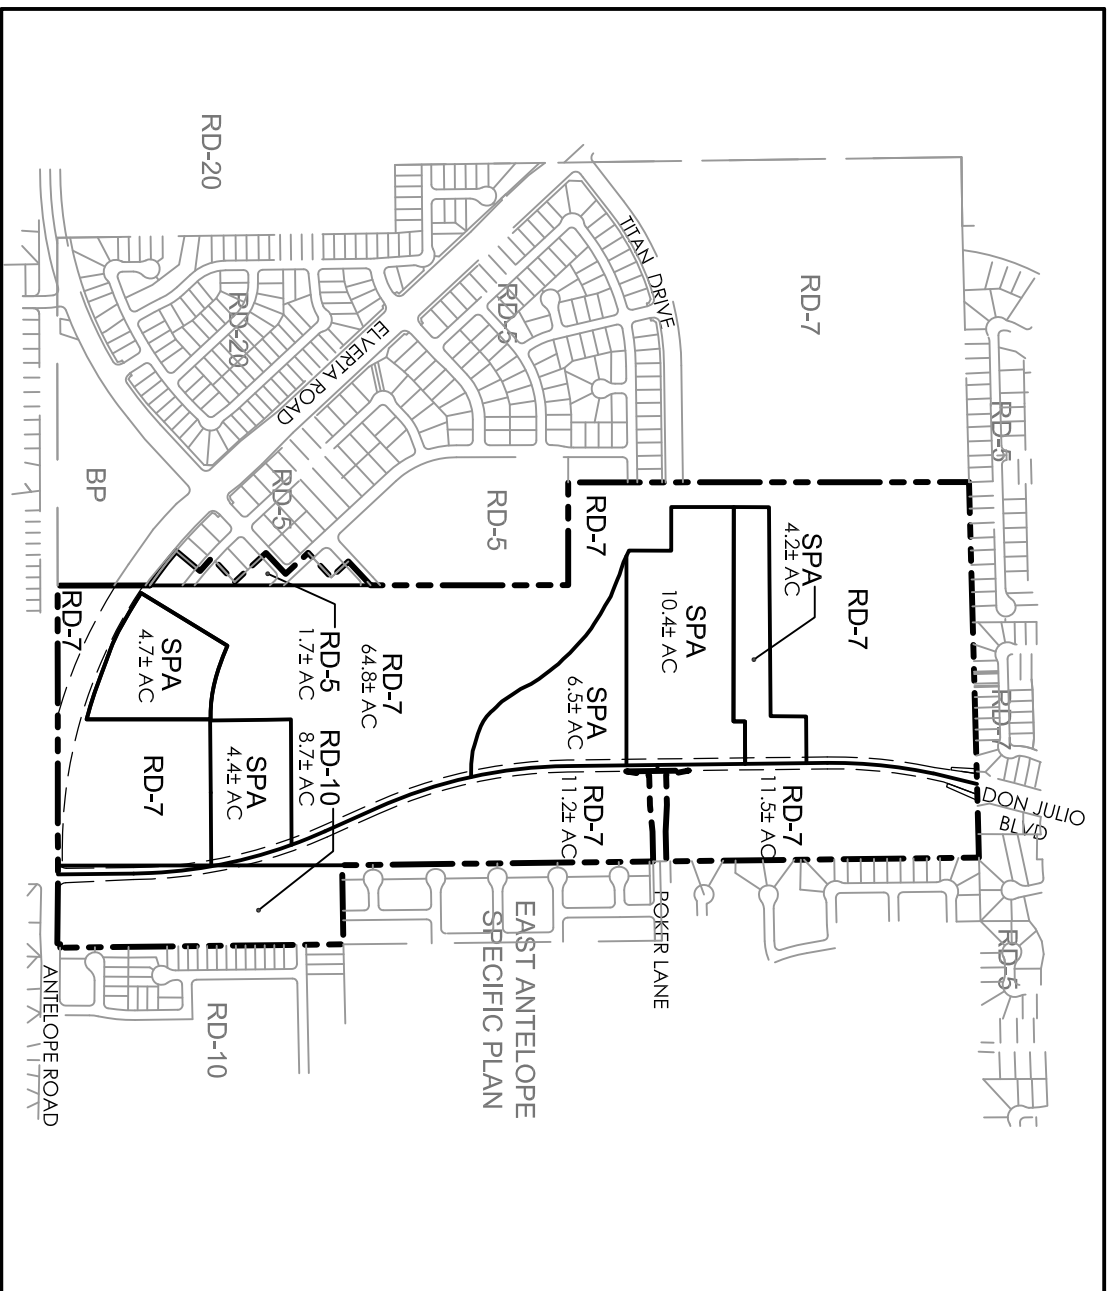 RD-20
RD-20
ELVERTA ROAD
RD-5
TITAN DRIVE
RD-7
RD-5
BP
RD-5
RD-5
RD-7
SPA
4.2± AC
RD-7
SPA
10.4± AC
SPA
6.5± AC
RD-7
64.8± AC
RD-5
1.7± AC
RD-7
SPA
4.7± AC
RD-10
8.7± AC
SPA
4.4± AC
RD-7
RD-7
11.2± AC
RD-7
11.5± AC
RD-7
DON JULIO
BLVD
POKER LANE
EAST ANTELOPE
SPECIFIC PLAN
RD-5
RD-10
ANTELOPE ROAD